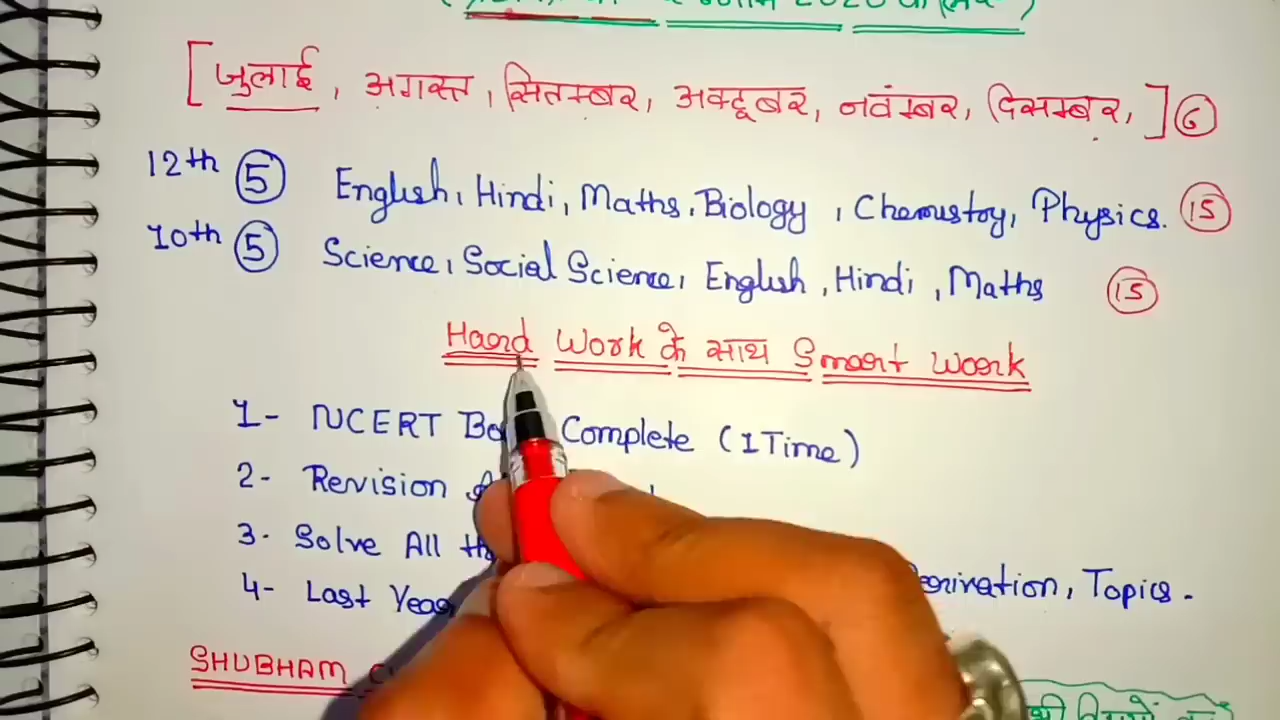 2020
[ जुलाई, अगस्त, सितम्बर, अक्टूबर, नवंम्बर, दिसम्बर, ] 6
12th 5 English, Hindi, Maths, Biology, Chemistry, Physics. 15
10th 5 Science, Social Science, English, Hindi, Maths 15
Hard Work के साथ Smart Work
1- NCERT Complete (1 Time)
2- Revision
3- Solve All
4- Last Topics.
SHUBHAM